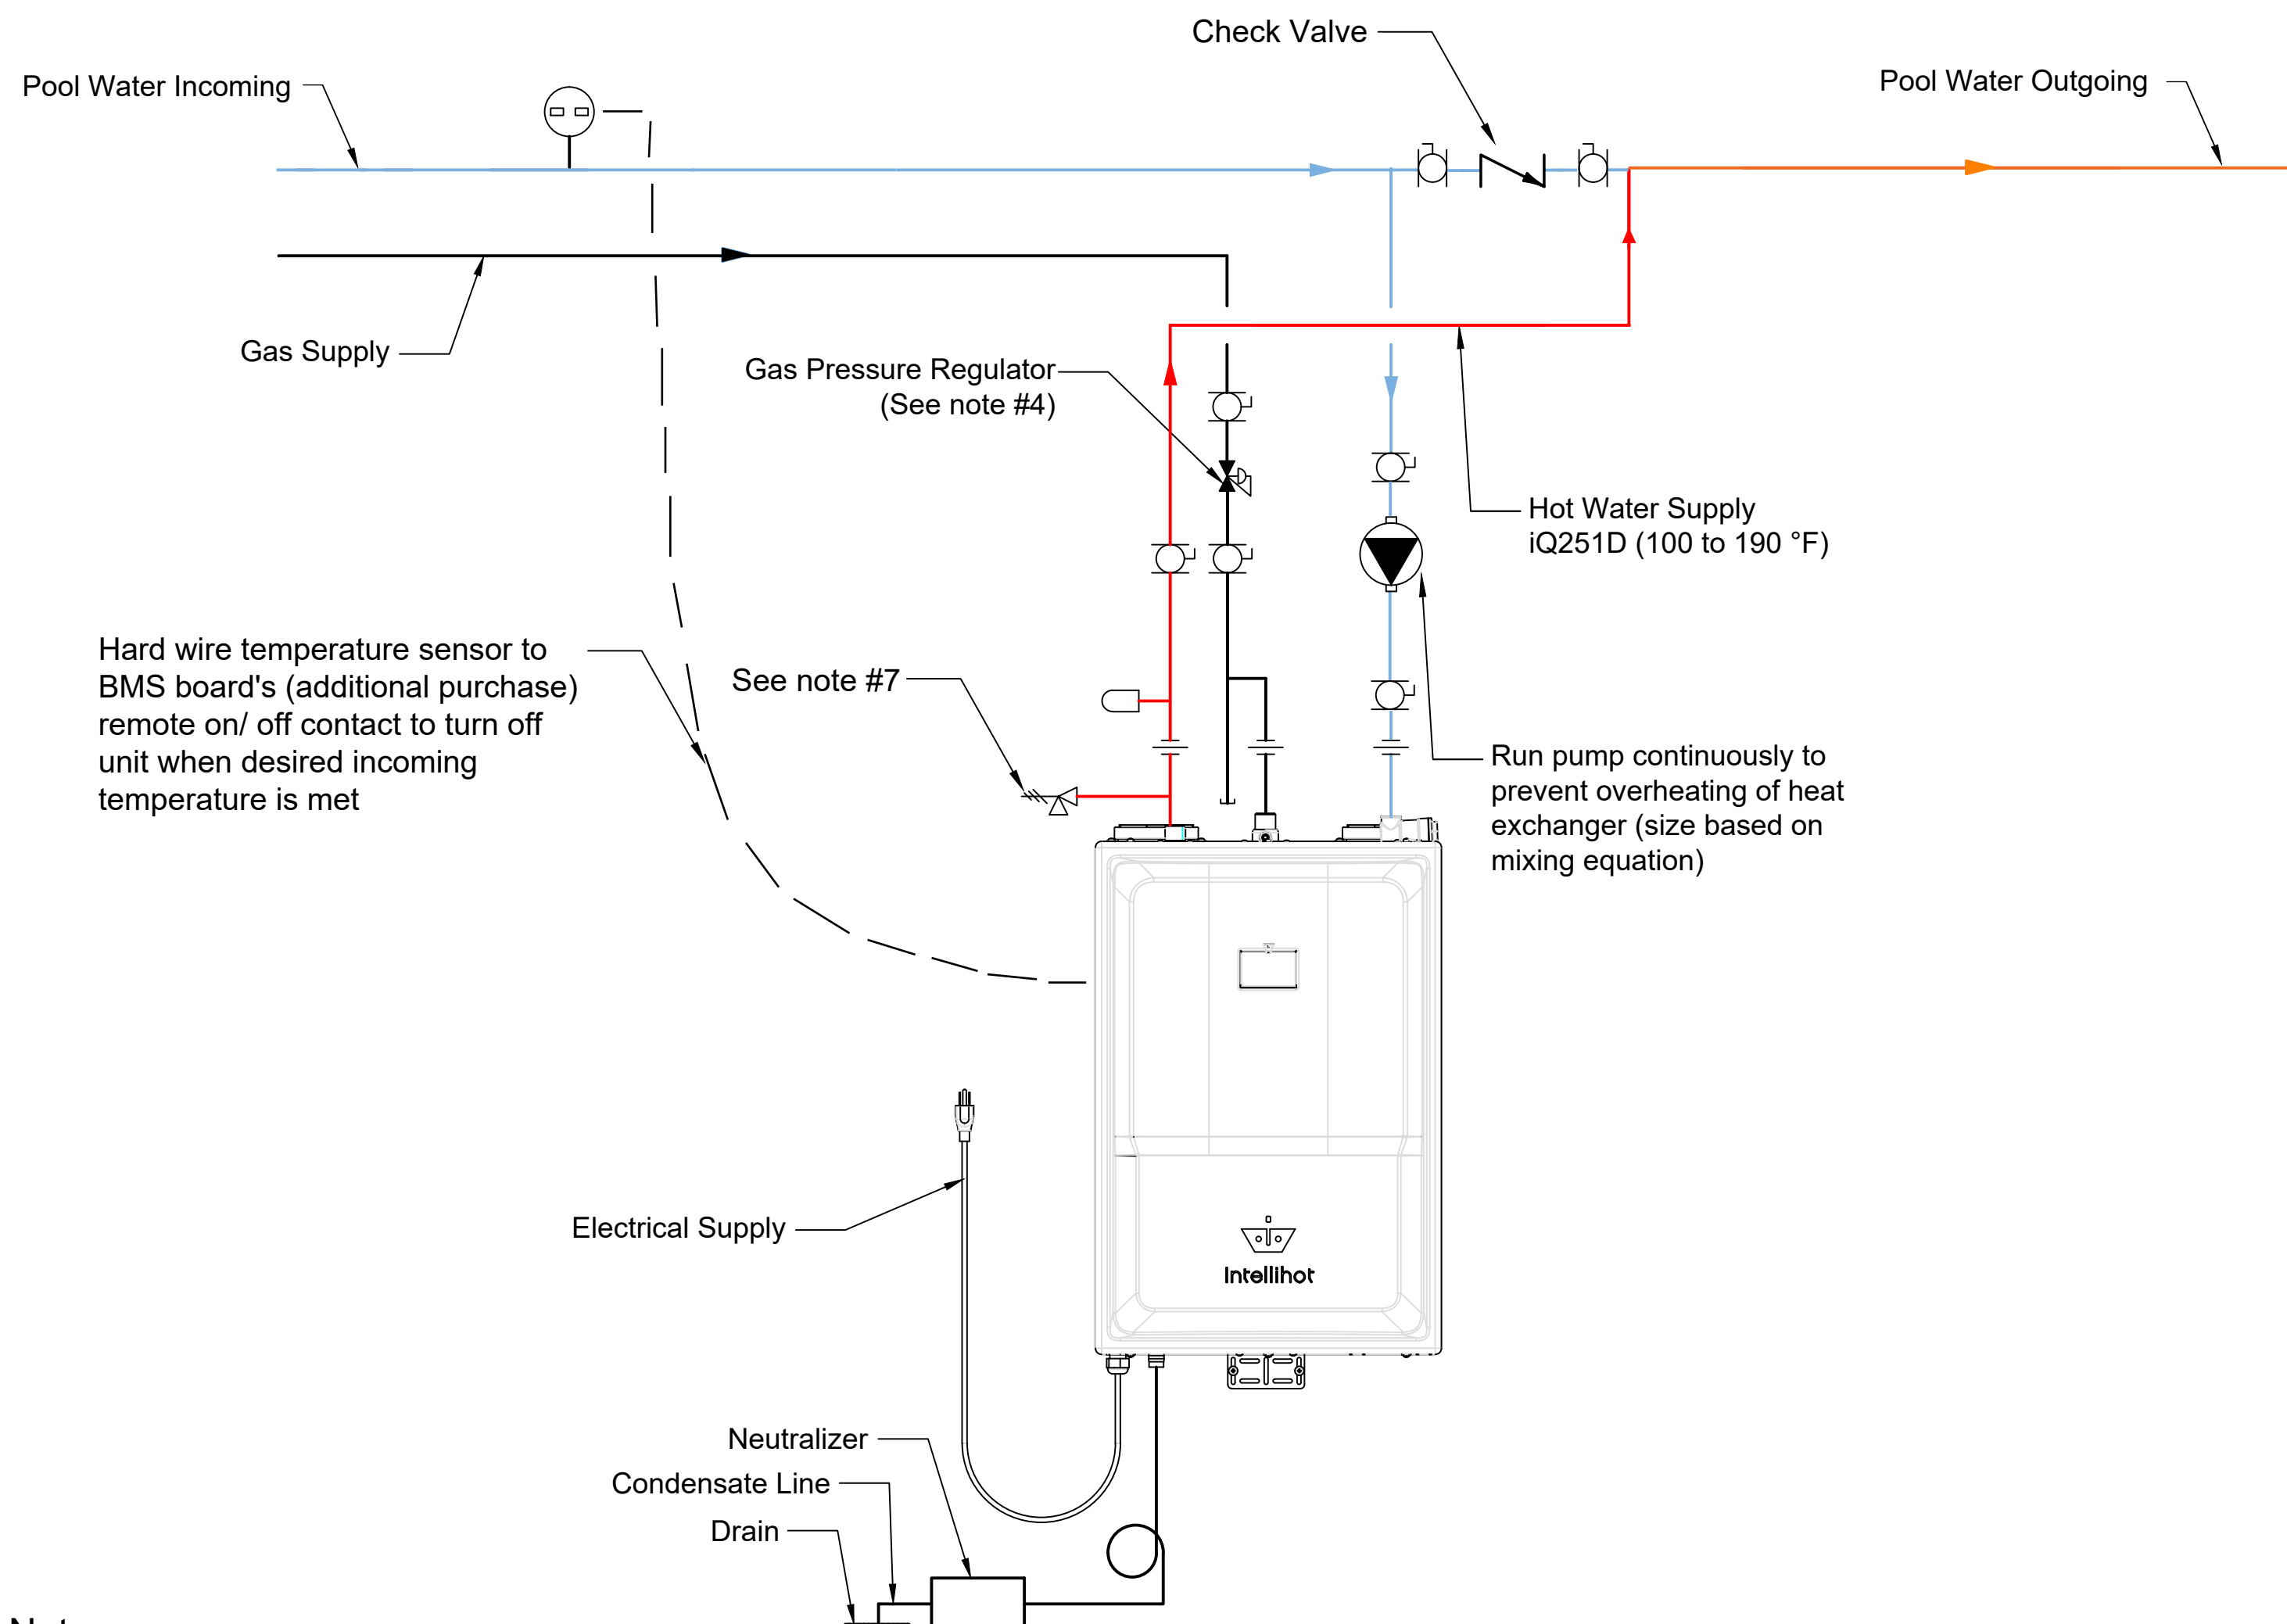 Check Valve
Pool Water Incoming
Pool Water Outgoing
Gas Supply
Gas Pressure Regulator
(See note #4)
Hot Water Supply
iQ251D (100 to 190 °F)
Hard wire temperature sensor to
BMS board's (additional purchase)
remote on/ off contact to turn off
unit when desired incoming
temperature is met
See note #7
Run pump continuously to
prevent overheating of heat
exchanger (size based on
mixing equation)
Electrical Supply
Intellihot
Neutralizer
Condensate Line
Drain